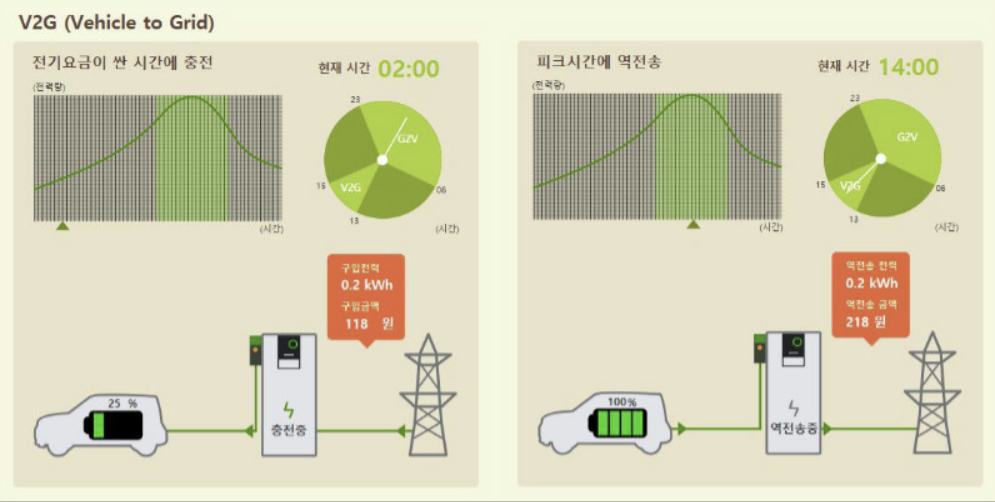 V2G (Vehicle to Grid)
전기요금이 싼 시간에 충전
현재 시간 02:00
(전력량)
23
G2V
15
V2G
06
13
(시간)
(시간)
구입전력
0.2 kWh
구입금액
118 원
25 %
충전중
피크시간에 역전송
현재 시간 14:00
(전력량)
23
G2V
15
V2G
06
13
(시간)
(시간)
역전송 전력
0.2 kWh
역전송 금액
218 원
100%
역전송중